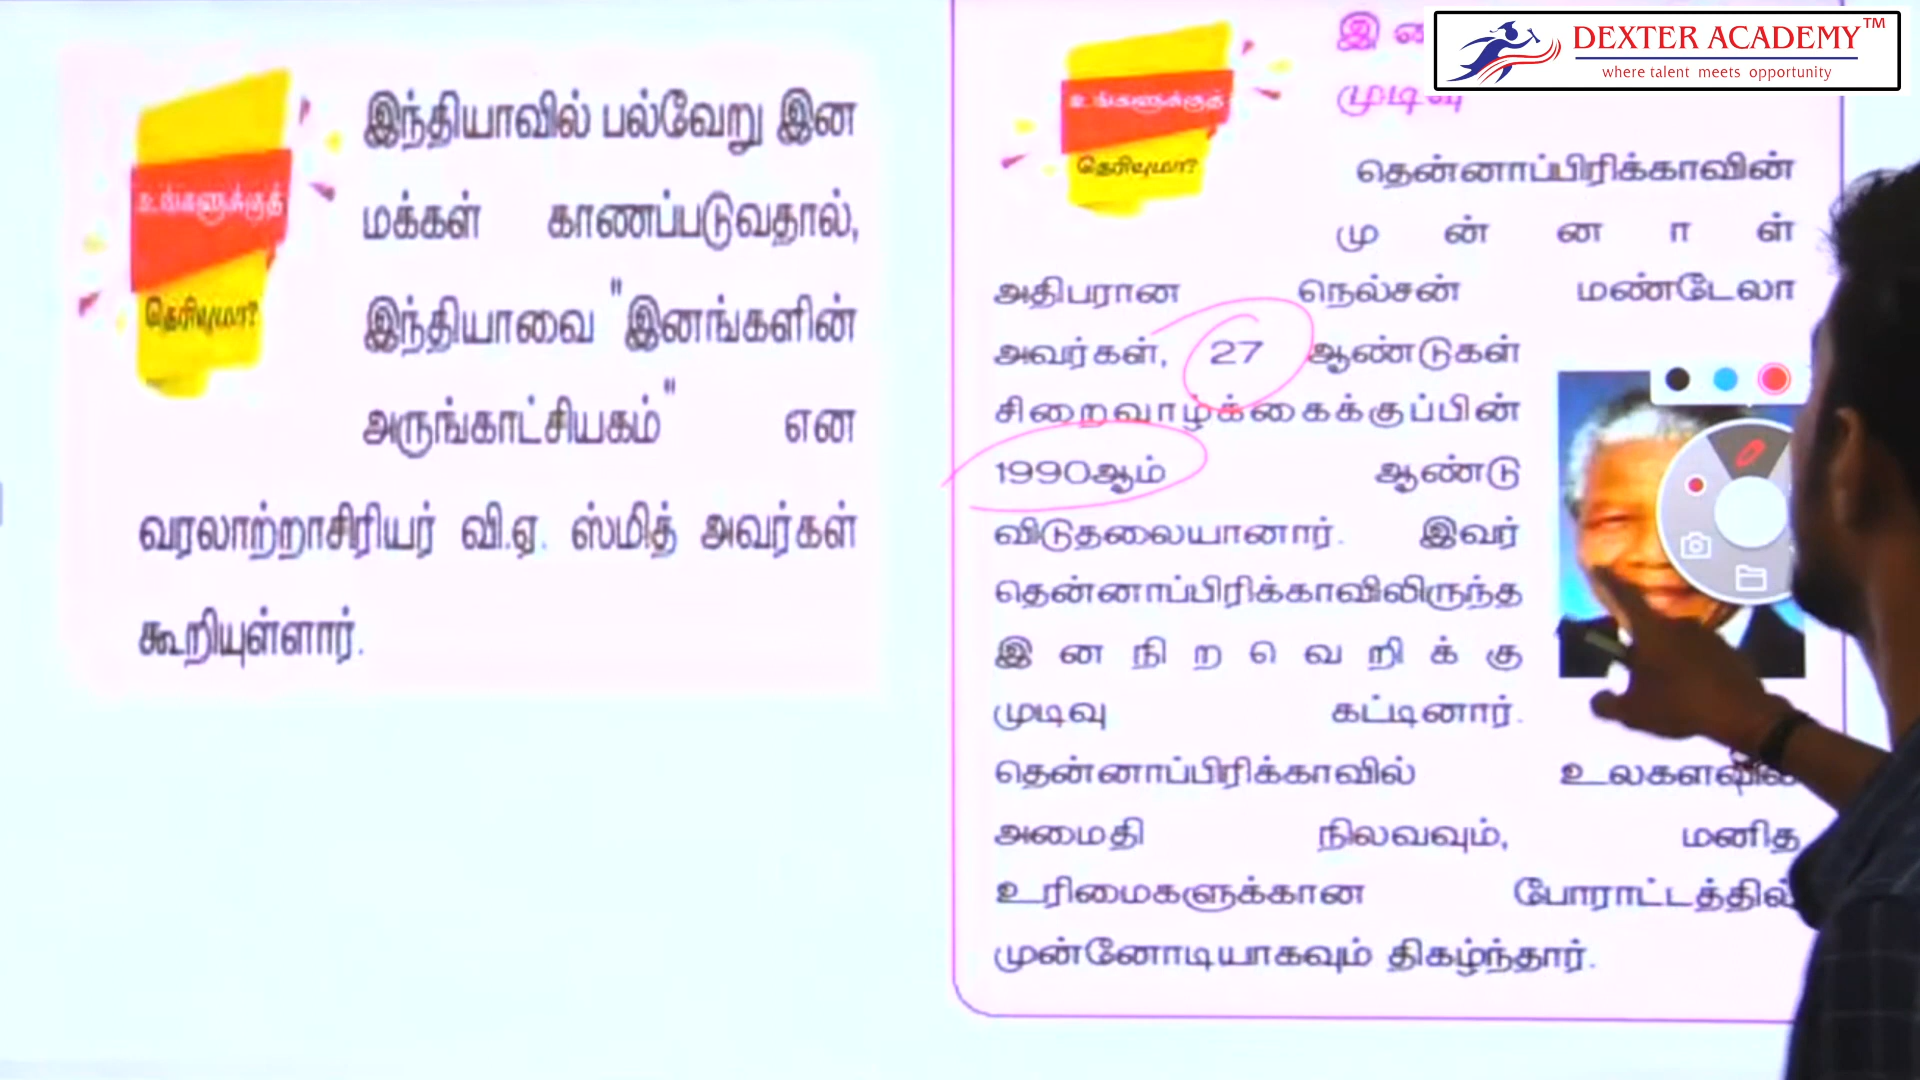 உங்களுக்குத்
தெரியுமா?
இந்தியாவில் பல்வேறு இன
மக்கள் காணப்படுவதால்,
இந்தியாவை "இனங்களின்
அருங்காட்சியகம்" என
வரலாற்றாசிரியர் வி.ஏ. ஸ்மித் அவர்கள்
கூறியுள்ளார்.
உங்களுக்குத்
தெரியுமா?
முடிவு
தென்னாப்பிரிக்காவின்
முன்னாள்
அதிபரான நெல்சன் மண்டேலா
அவர்கள், 27 ஆண்டுகள்
சிறைவாழ்க்கைக்குப்பின்
1990ஆம் ஆண்டு
விடுதலையானார். இவர்
தென்னாப்பிரிக்காவிலிருந்த
இனநிறவெறிக்கு
முடிவு கட்டினார்.
தென்னாப்பிரிக்காவில்
அமைதி நிலவவும், மனித
உரிமைகளுக்கான போராட்டத்தில்
முன்னோடியாகவும் திகழ்ந்தார்.
DEXTER ACADEMY™
where talent meets opportunity